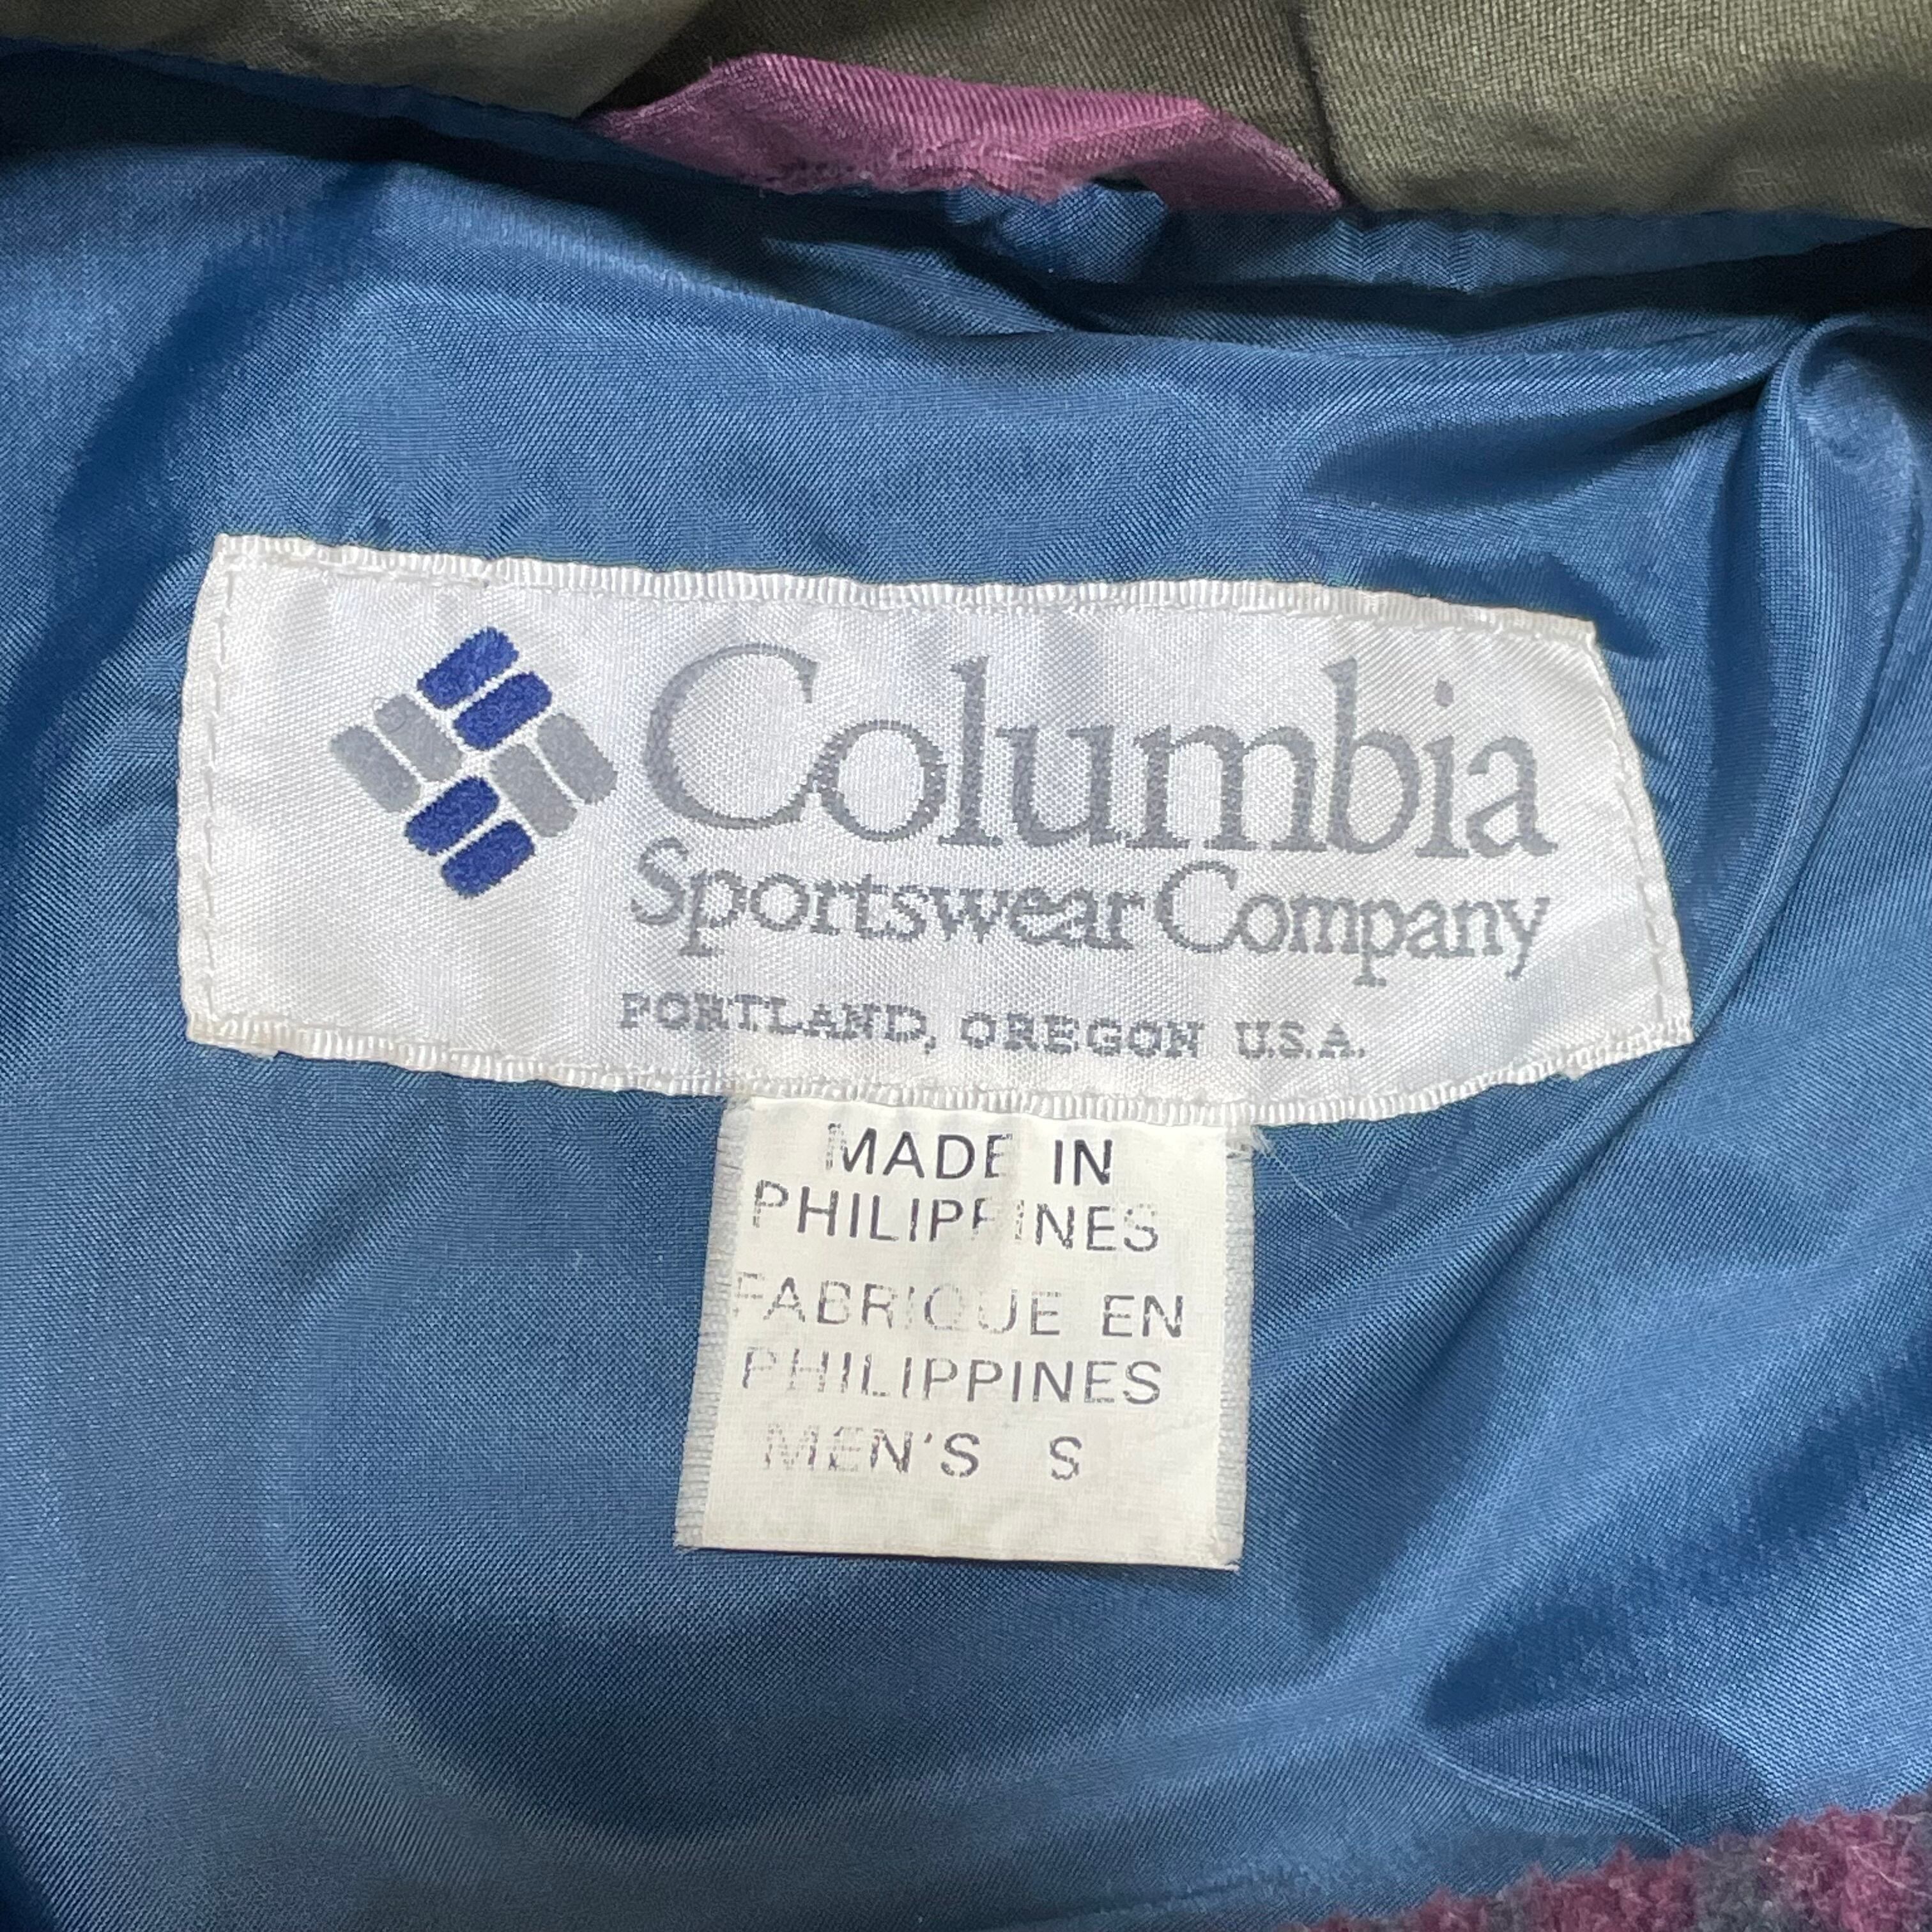 Columbia
Sportswear Company
PORTLAND, OREGON U.S.A.
MADE IN
PHILIPPINES
FABRIQUE EN
PHILIPPINES
MEN'S S